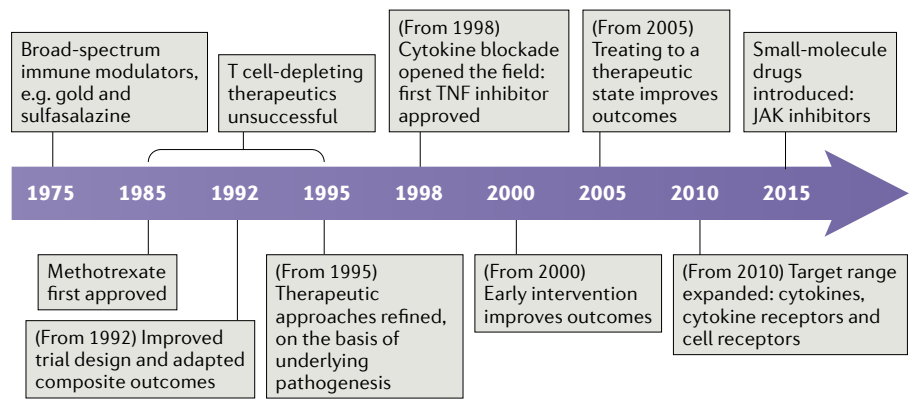 Broad-spectrum
immune modulators,
e.g. gold and
sulfasalazine
T cell-depleting
therapeutics
unsuccessful
(From 1998)
Cytokine blockade
opened the field:
first TNF inhibitor
approved
(From 2005)
Treating to a
therapeutic
state improves
outcomes
Small-molecule
drugs
introduced:
JAK inhibitors
1975 1985 1992 1995 1998 2000 2005 2010 2015
Methotrexate
first approved
(From 1992) Improved
trial design and adapted
composite outcomes
(From 1995)
Therapeutic
approaches refined,
on the basis of
underlying
pathogenesis
(From 2000)
Early intervention
improves outcomes
(From 2010) Target range
expanded: cytokines,
cytokine receptors and
cell receptors